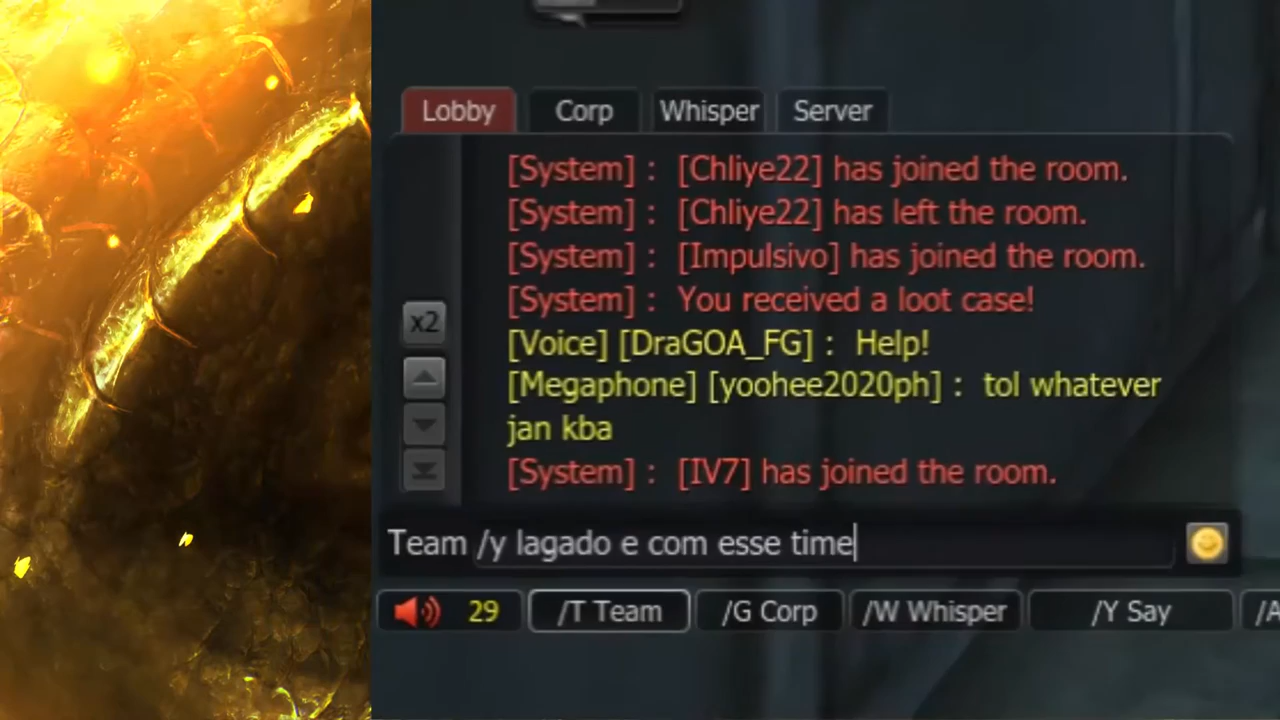 Lobby Corp Whisper Server
[System] : [Chliye22] has joined the room.
[System] : [Chliye22] has left the room.
[System] : [Impulsivo] has joined the room.
[System] : You received a loot case!
x2
[Voice] [DraGOA_FG] : Help!
[Megaphone] [yoohee2020ph] : tol whatever
jan kba
[System] : [IV7] has joined the room.
Team /y lagado e com esse time
29 /T Team /G Corp /W Whisper /Y Say /A